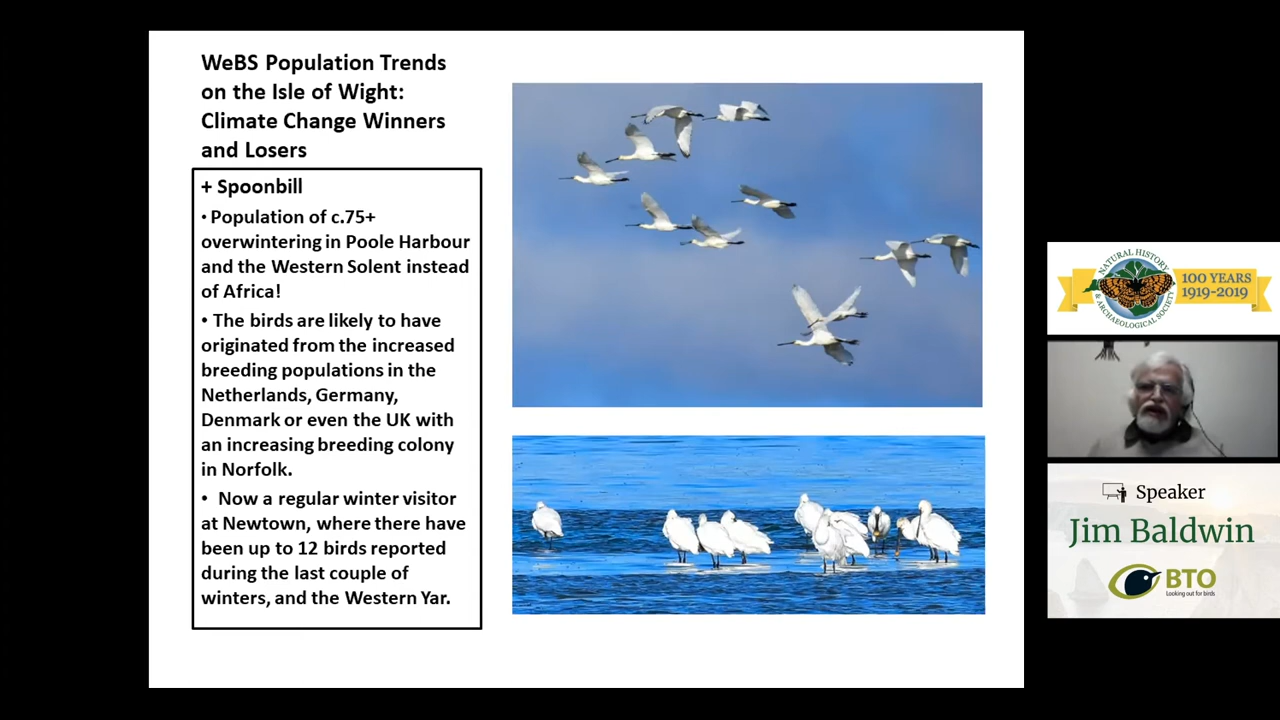 WeBS Population Trends
on the Isle of Wight:
Climate Change Winners
and Losers
+ Spoonbill
• Population of c.75+
overwintering in Poole Harbour
and the Western Solent instead
of Africa!
• The birds are likely to have
originated from the increased
breeding populations in the
Netherlands, Germany,
Denmark or even the UK with
an increasing breeding colony
in Norfolk.
• Now a regular winter visitor
at Newtown, where there have
been up to 12 birds reported
during the last couple of
winters, and the Western Yar.
NATURAL HISTORY
& ARCHAEOLOGICAL SOCIETY
100 YEARS
1919-2019
Speaker
Jim Baldwin
BTO
Looking out for birds